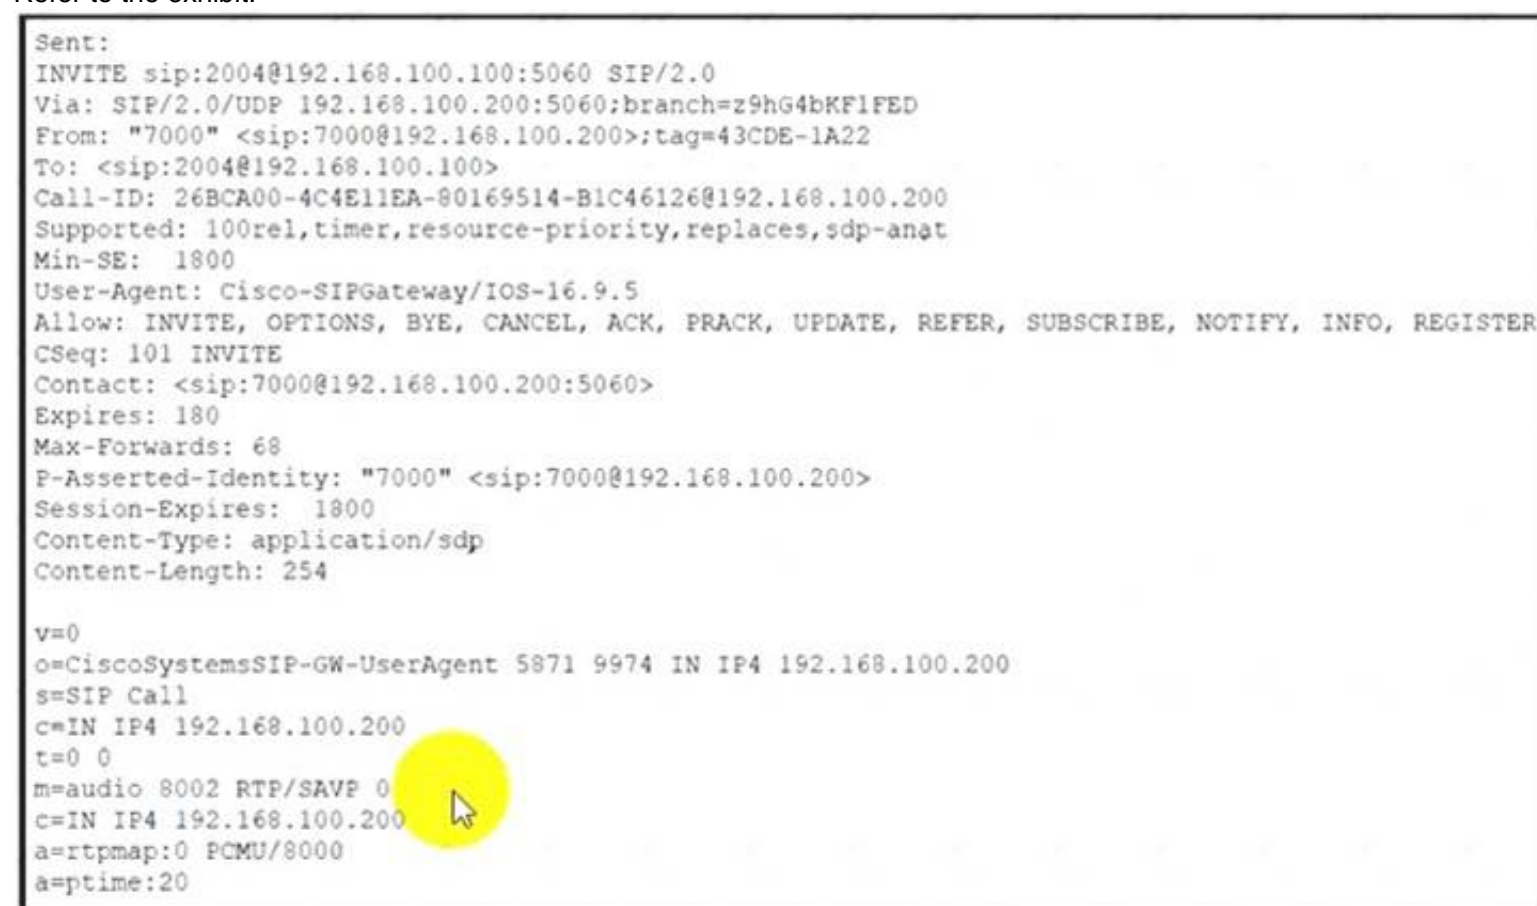 Refer to the exhibit.
Sent:
INVITE sip:2004@192.168.100.100:5060 SIP/2.0
Via: SIP/2.0/UDP 192.168.100.200:5060;branch=z9hG4bKF1FED
From: "7000" <sip:7000@192.168.100.200>;tag=43CDE-1A22
To: <sip:2004@192.168.100.100>
Call-ID: 26BCA00-4C4E11EA-80169514-B1C46126@192.168.100.200
Supported: 100rel,timer,resource-priority,replaces,sdp-anat
Min-SE:  1800
User-Agent: Cisco-SIPGateway/IOS-16.9.5
Allow: INVITE, OPTIONS, BYE, CANCEL, ACK, PRACK, UPDATE, REFER, SUBSCRIBE, NOTIFY, INFO, REGISTER
CSeq: 101 INVITE
Contact: <sip:7000@192.168.100.200:5060>
Expires: 180
Max-Forwards: 68
P-Asserted-Identity: "7000" <sip:7000@192.168.100.200>
Session-Expires:  1800
Content-Type: application/sdp
Content-Length: 254
v=0
o=CiscoSystemsSIP-GW-UserAgent 5871 9974 IN IP4 192.168.100.200
s=SIP Call
c=IN IP4 192.168.100.200
t=0 0
m=audio 8002 RTP/SAVP 0
c=IN IP4 192.168.100.200
a=rtpmap:0 PCMU/8000
a=ptime:20